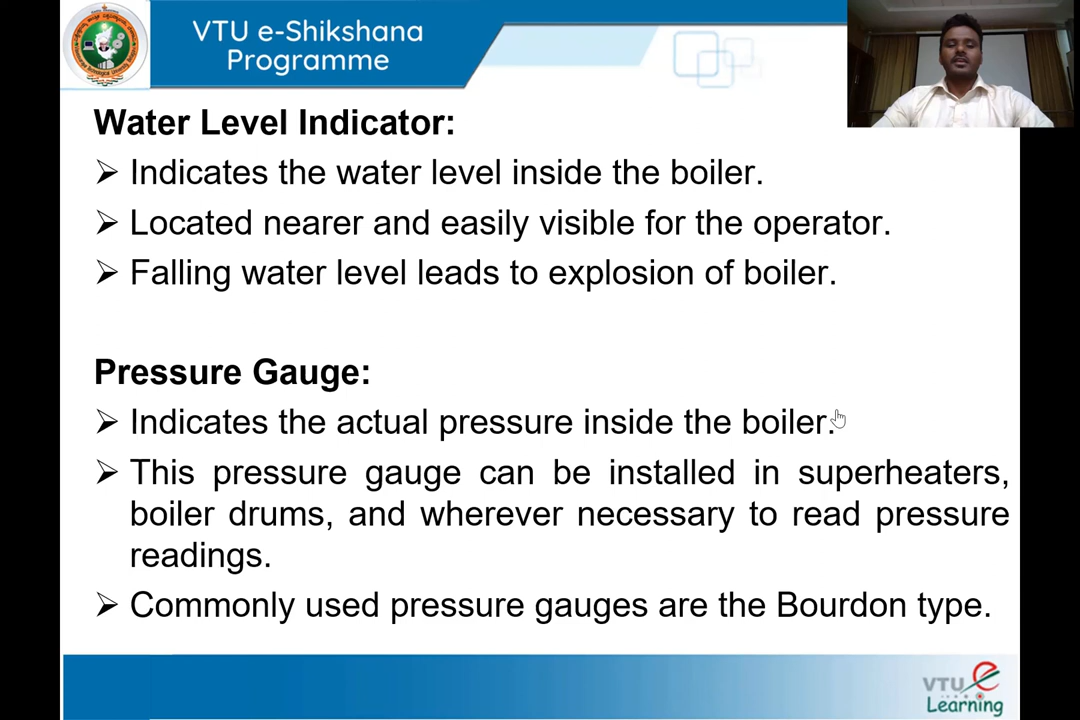 VTU e-Shikshana
Programme
Water Level Indicator:
➢ Indicates the water level inside the boiler.
➢ Located nearer and easily visible for the operator.
➢ Falling water level leads to explosion of boiler.
Pressure Gauge:
➢ Indicates the actual pressure inside the boiler.
➢ This pressure gauge can be installed in superheaters,
boiler drums, and wherever necessary to read pressure
readings.
➢ Commonly used pressure gauges are the Bourdon type.
VTU e
Learning